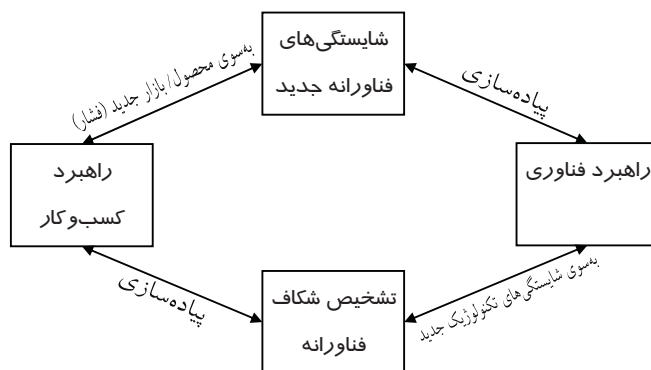 شایستگی‌های
فناورانه جدید
به‌سوی محصول/ بازار جدید (فشار)
پیاده‌سازی
راهبرد فناوری
راهبرد
کسب‌وکار
پیاده‌سازی
به‌سوی شایستگی‌های تکنولوژیک جدید
تشخیص شکاف
فناورانه